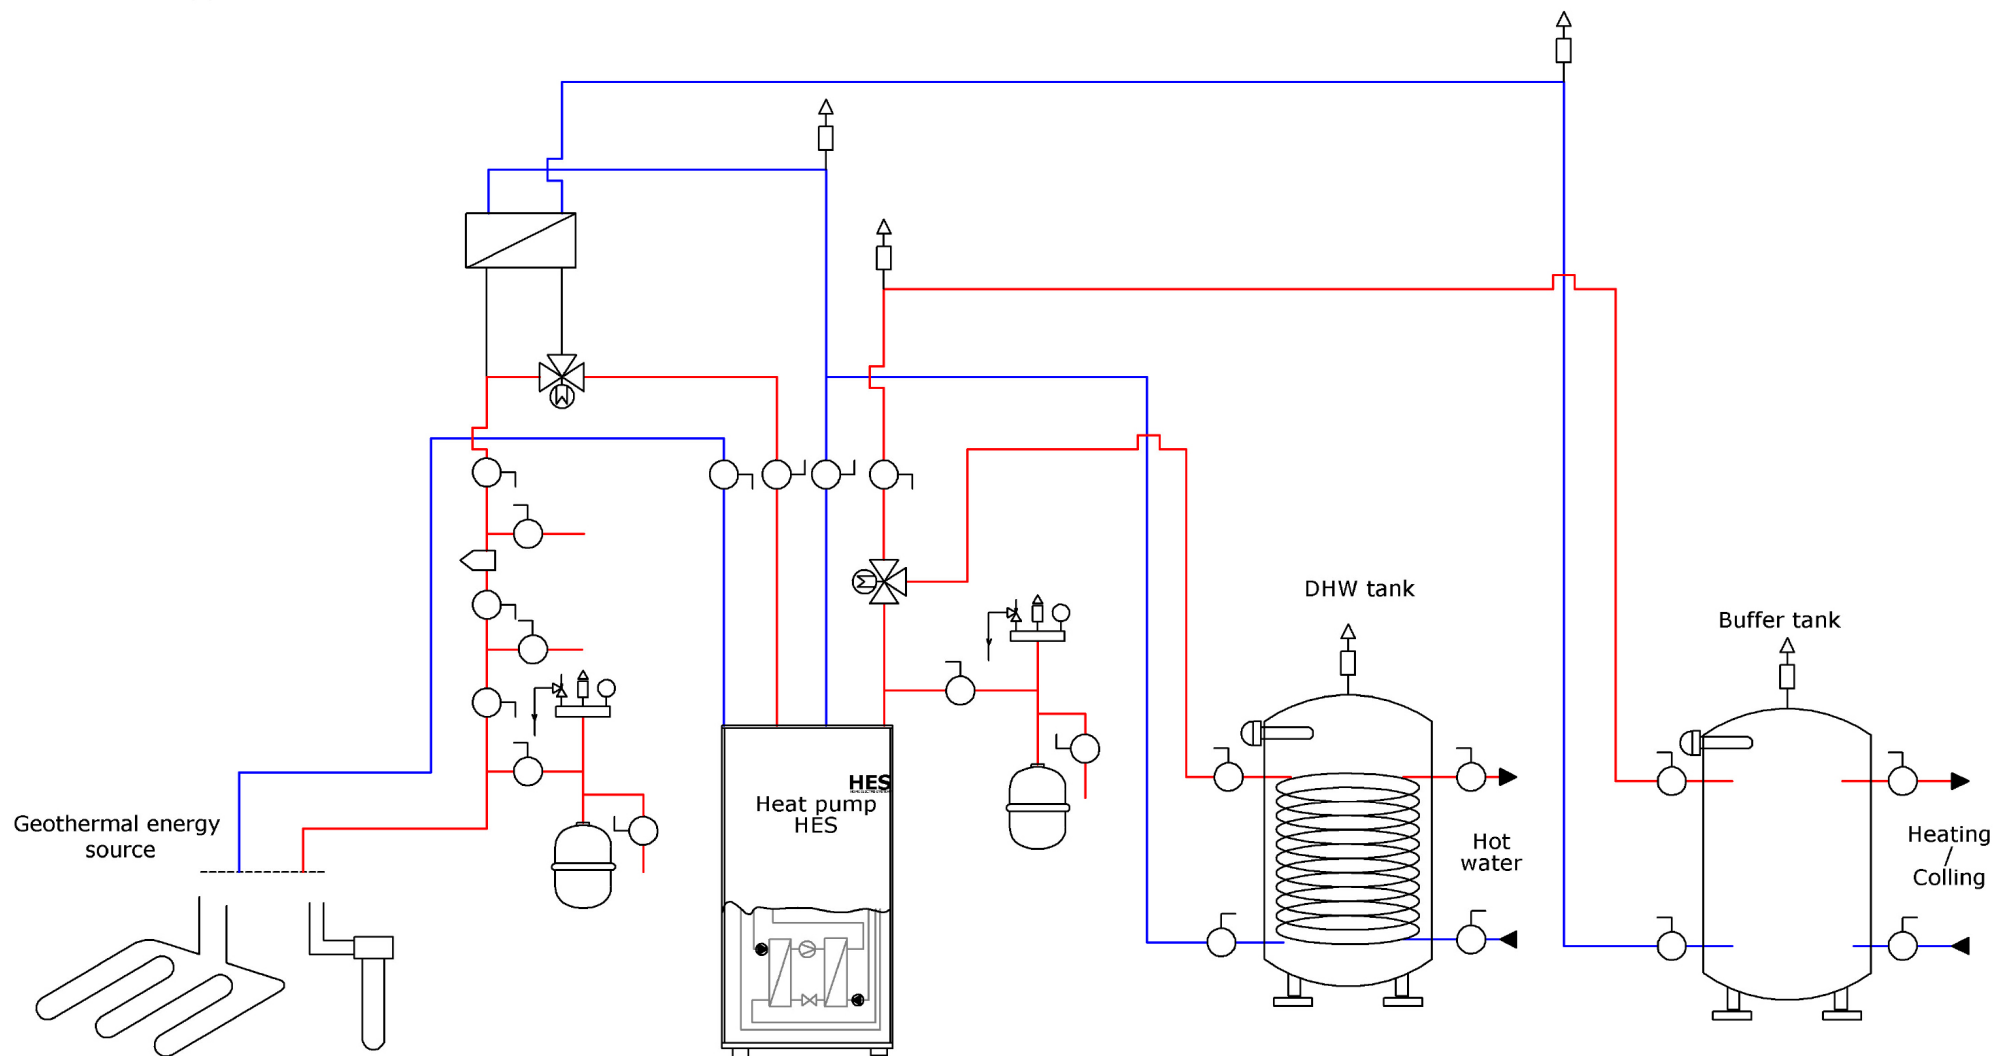 DHW tank
Buffer tank
HES
Heat pump
HES
Geothermal energy
source
Hot
water
Heating
/
Colling